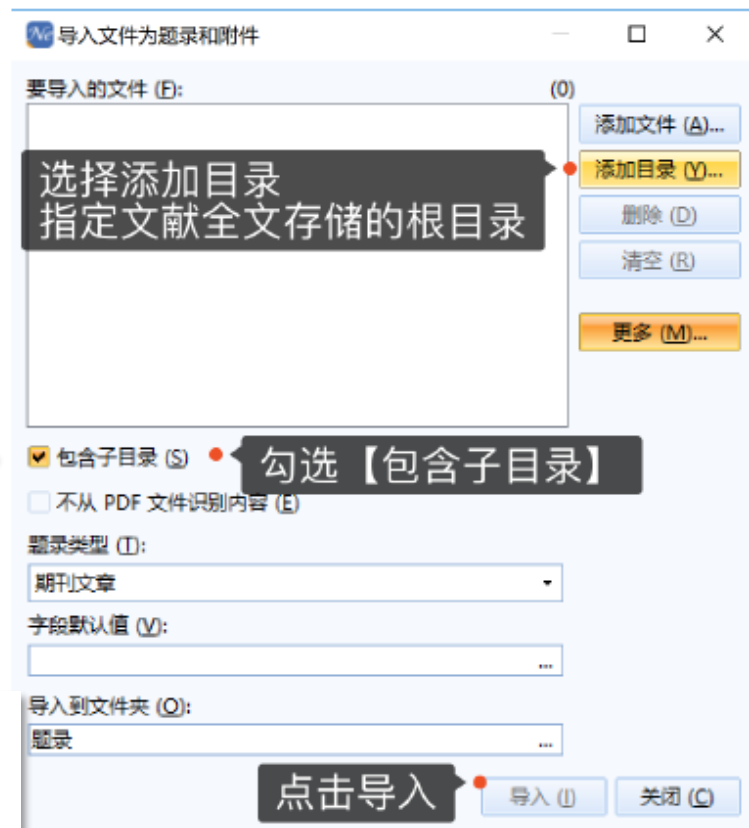 Ne 导入文件为题录和附件
要导入的文件 (F): (0)
添加文件 (A)...
选择添加目录
指定文献全文存储的根目录
添加目录 (Y)...
删除 (D)
清空 (R)
更多 (M)...
包含子目录 (S)
勾选【包含子目录】
不从 PDF 文件识别内容 (E)
题录类型 (T):
期刊文章
字段默认值 (V):
...
导入到文件夹 (O):
题录 ...
点击导入
导入 (I)
关闭 (C)